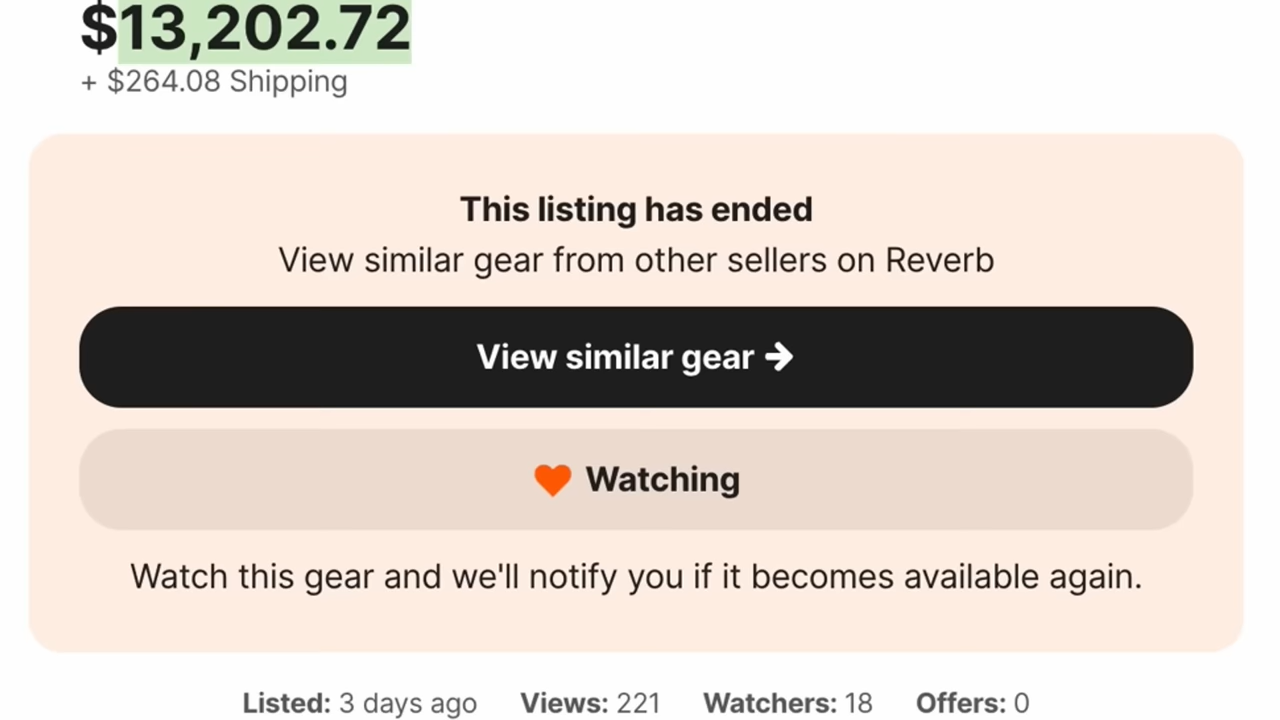 $13,202.72
+ $264.08 Shipping
This listing has ended
View similar gear from other sellers on Reverb
View similar gear →
Watching
Watch this gear and we'll notify you if it becomes available again.
Listed: 3 days ago Views: 221 Watchers: 18 Offers: 0